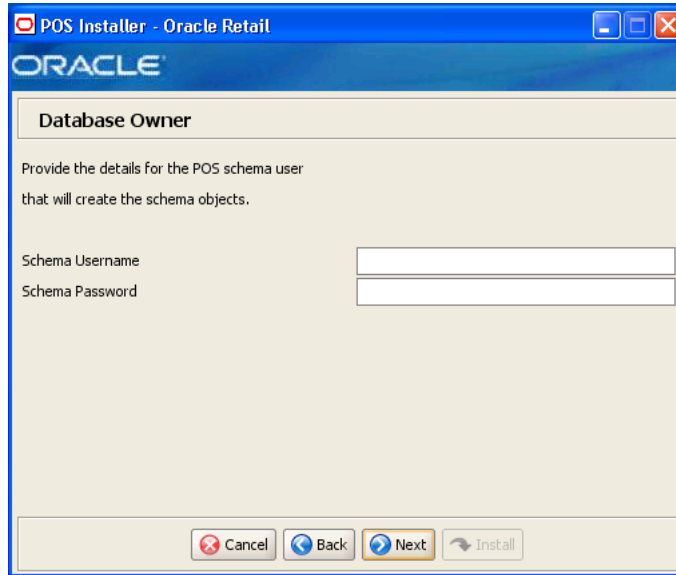 POS Installer - Oracle Retail
ORACLE
Database Owner
Provide the details for the POS schema user
that will create the schema objects.
Schema Username
Schema Password
Cancel
Back
Next
Install